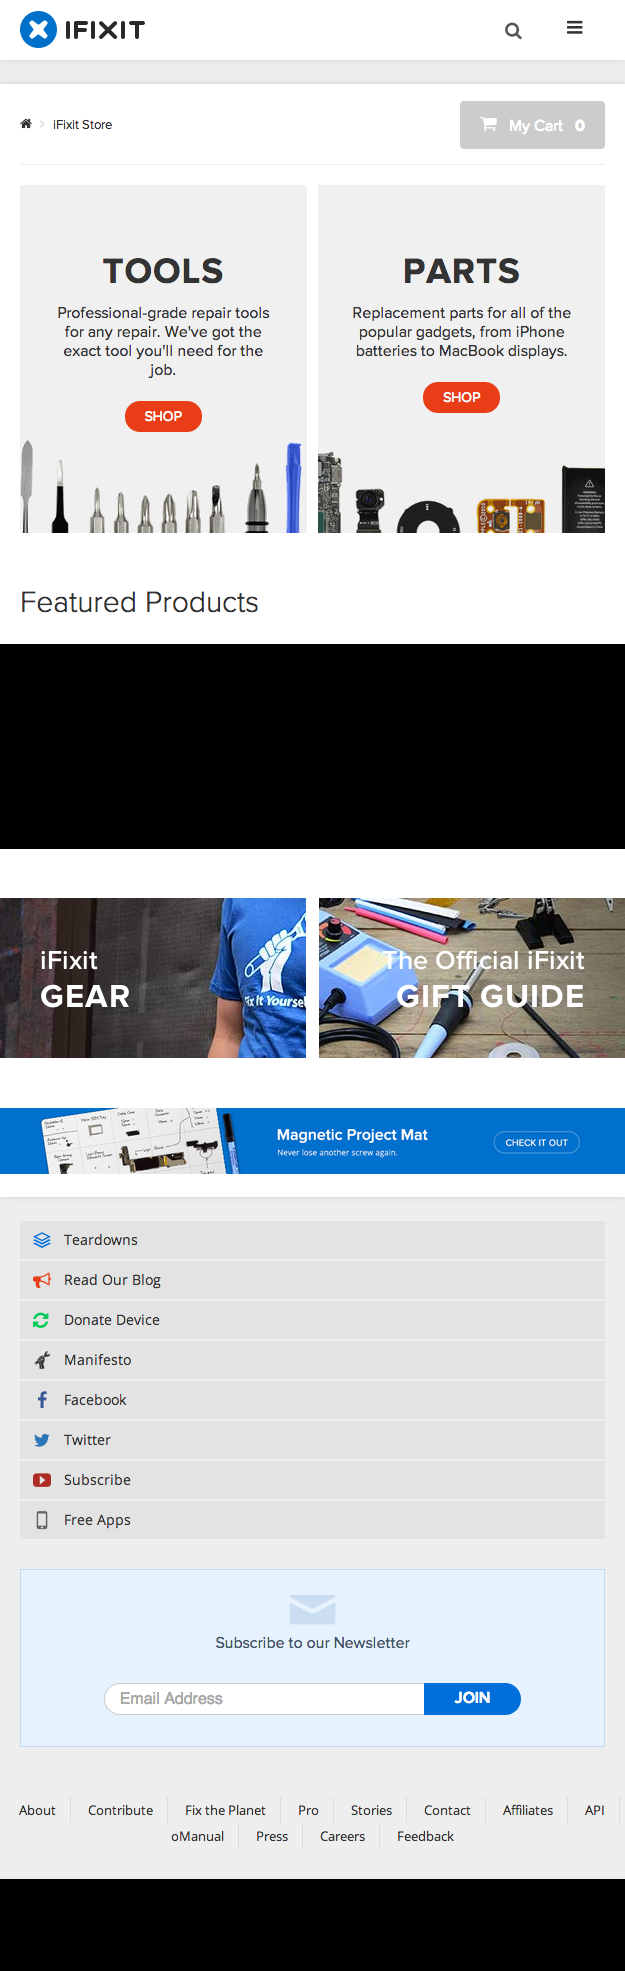 IFIXIT
iFixit Store
My Cart 0
TOOLS
Professional-grade repair tools
for any repair. We've got the
exact tool you'll need for the
job.
SHOP
PARTS
Replacement parts for all of the
popular gadgets, from iPhone
batteries to MacBook displays.
SHOP
Featured Products
iFixit
GEAR
Fix It Yourself
The Official iFixit
GIFT GUIDE
Magnetic Project Mat
Never lose another screw again.
CHECK IT OUT
Teardowns
Read Our Blog
Donate Device
Manifesto
Facebook
Twitter
Subscribe
Free Apps
Subscribe to our Newsletter
Email Address
JOIN
About
Contribute
Fix the Planet
Pro
Stories
Contact
Affiliates
API
oManual
Press
Careers
Feedback